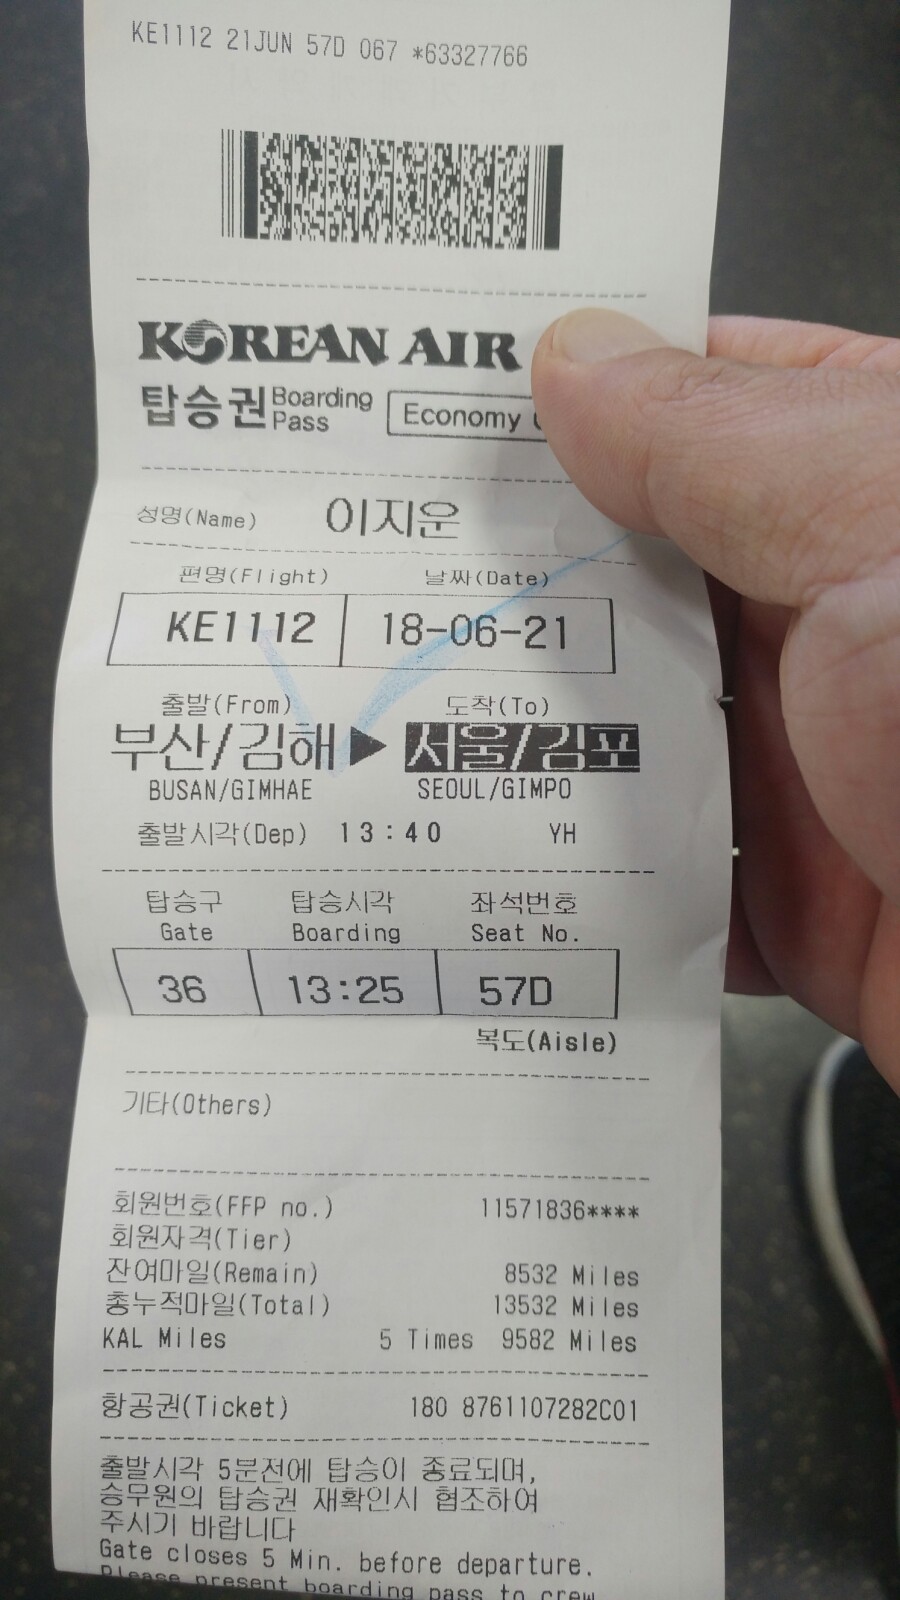 KE1112 21JUN 57D 067 *63327766
KOREAN AIR
탑승권 Boarding Pass Economy
성명(Name) 이지운
편명(Flight) 날짜(Date)
KE1112 18-06-21
출발(From) 도착(To)
부산/김해 ▶ 서울/김포
BUSAN/GIMHAE SEOUL/GIMPO
출발시각(Dep) 13:40 YH
탑승구 탑승시각 좌석번호
Gate Boarding Seat No.
36 13:25 57D
복도(Aisle)
기타(Others)
회원번호(FFP no.) 11571836****
회원자격(Tier)
잔여마일(Remain) 8532 Miles
총누적마일(Total) 13532 Miles
KAL Miles 5 Times 9582 Miles
항공권(Ticket) 180 8761107282C01
출발시각 5분전에 탑승이 종료되며,
승무원의 탑승권 재확인시 협조하여
주시기 바랍니다
Gate closes 5 Min. before departure.
Please present boarding pass to crew